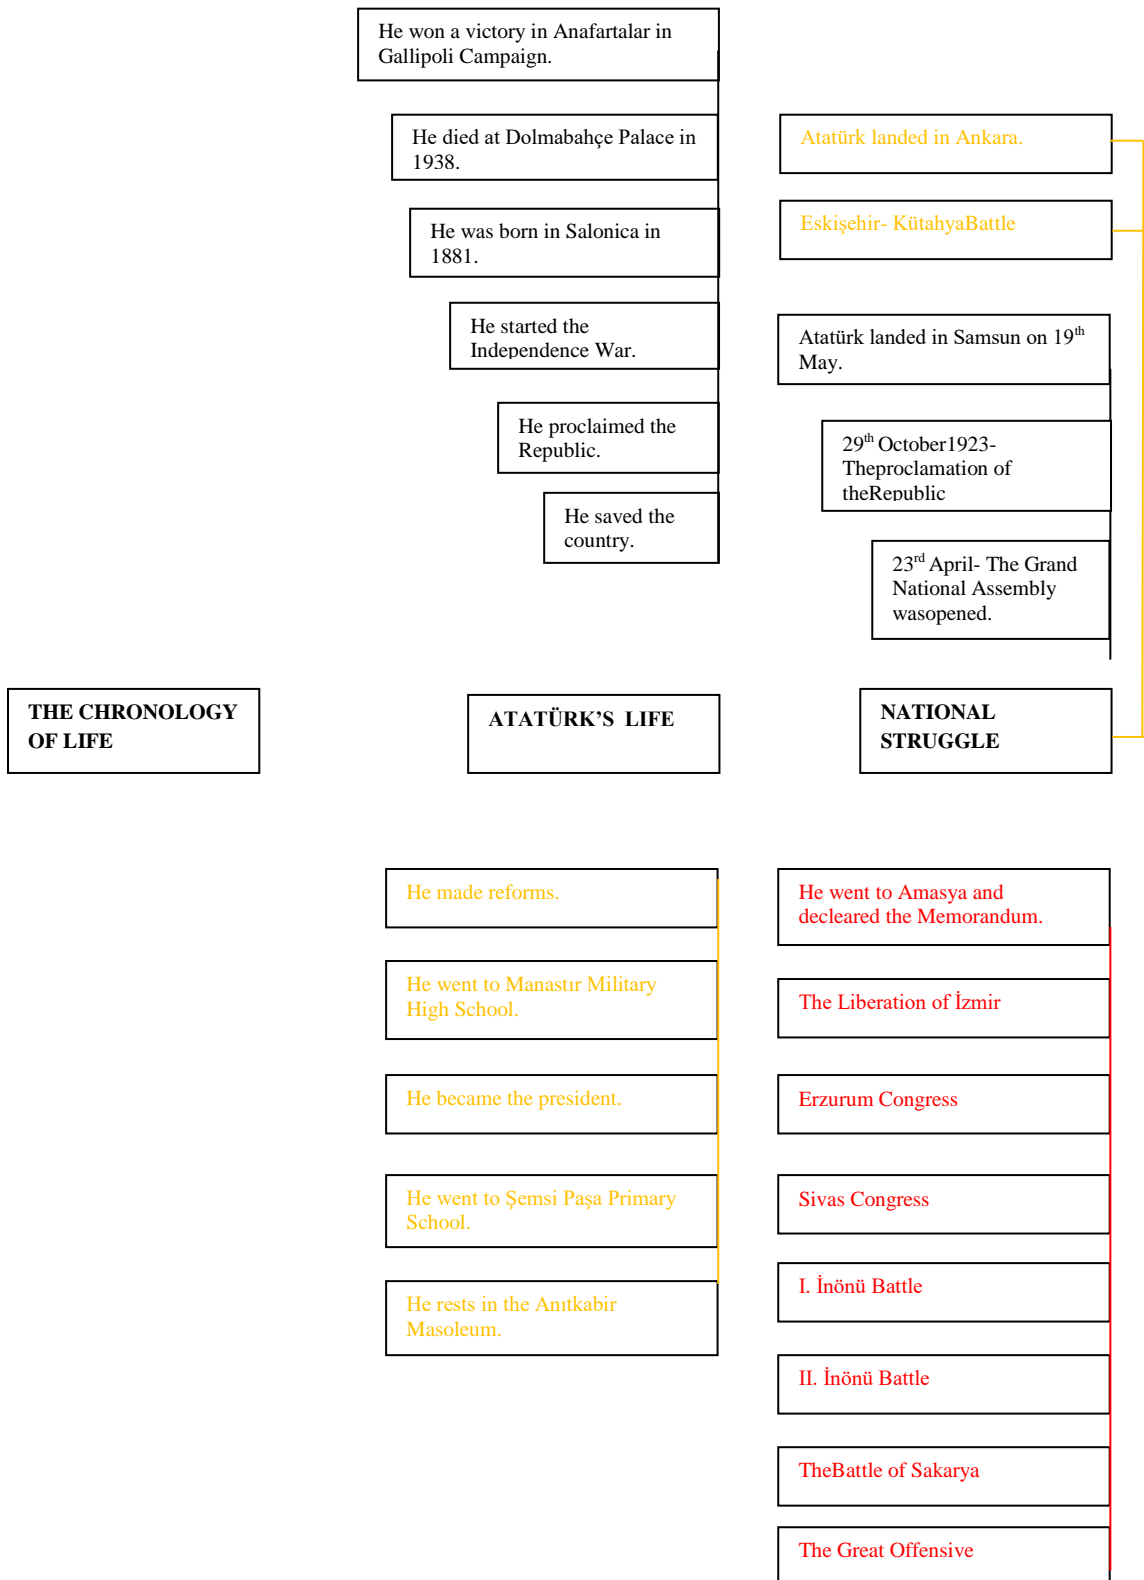 He won a victory in Anafartalar in
Gallipoli Campaign.
He died at Dolmabahçe Palace in
1938.
He was born in Salonica in
1881.
He started the
Independence War.
He proclaimed the
Republic.
He saved the
country.
Atatürk landed in Ankara.
Eskişehir- KütahyaBattle
Atatürk landed in Samsun on 19th
May.
29th October1923-
Theproclamation of
theRepublic
23rd April- The Grand
National Assembly
wasopened.
THE CHRONOLOGY
OF LIFE
ATATÜRK'S LIFE
NATIONAL
STRUGGLE
He made reforms.
He went to Manastır Military
High School.
He became the president.
He went to Şemsi Paşa Primary
School.
He rests in the Anıtkabir
Masoleum.
He went to Amasya and
decleared the Memorandum.
The Liberation of İzmir
Erzurum Congress
Sivas Congress
I. İnönü Battle
II. İnönü Battle
TheBattle of Sakarya
The Great Offensive